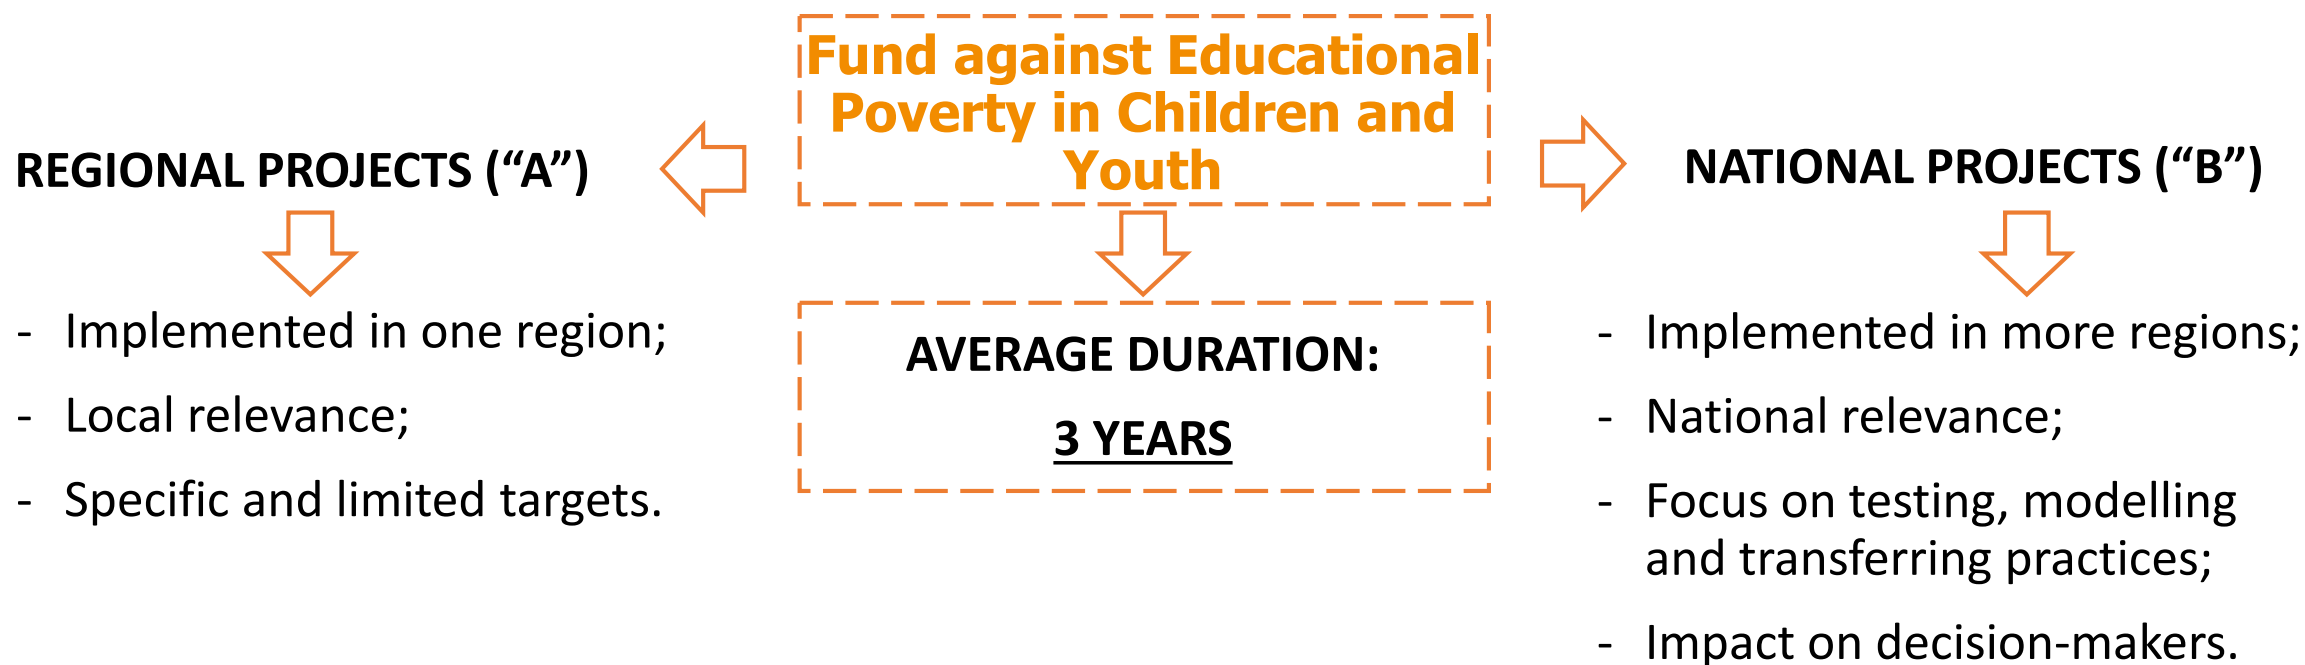 Fund against Educational
Poverty in Children and
Youth
REGIONAL PROJECTS (“A”)
- Implemented in one region;
- Local relevance;
- Specific and limited targets.
AVERAGE DURATION:
3 YEARS
NATIONAL PROJECTS (“B”)
- Implemented in more regions;
- National relevance;
- Focus on testing, modelling
and transferring practices;
- Impact on decision-makers.